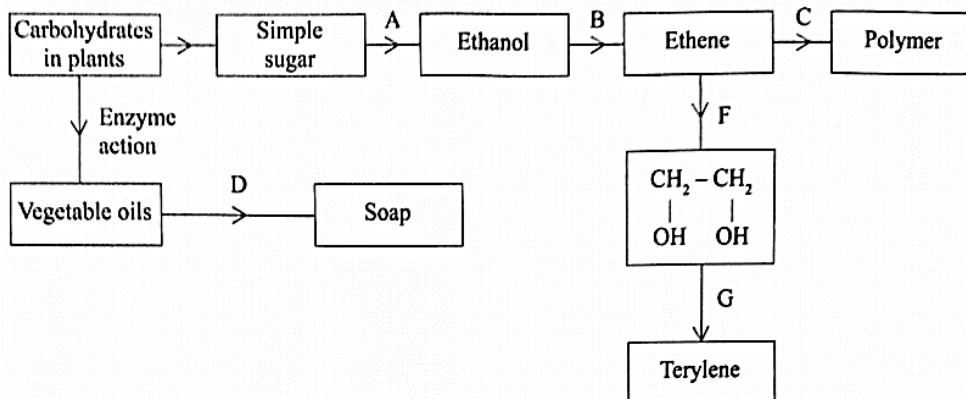 A
B
C
Carbohydrates
in plants
Simple
sugar
Ethanol
Ethene
Polymer
Enzyme
action
F
D
Vegetable oils
Soap
CH₂ – CH₂
| |
OH OH
G
Terylene